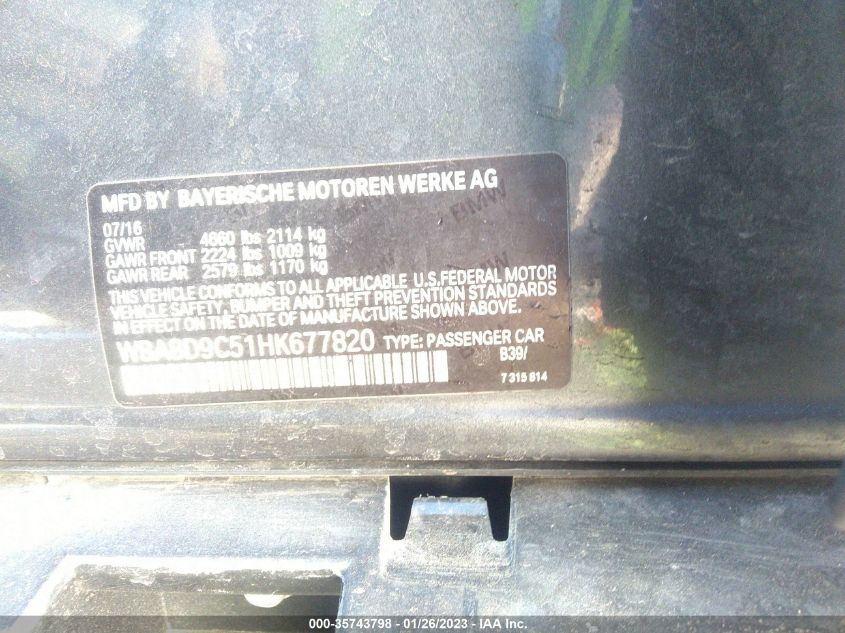 MFD BY BAYERISCHE MOTOREN WERKE AG
07/16
GVWR 4660 lbs 2114 kg
GAWR FRONT 2224 lbs 1009 kg
GAWR REAR 2579 lbs 1170 kg
THIS VEHICLE CONFORMS TO ALL APPLICABLE U.S.FEDERAL MOTOR
VEHICLE SAFETY, BUMPER AND THEFT PREVENTION STANDARDS
IN EFFECT ON THE DATE OF MANUFACTURE SHOWN ABOVE.
WBA8D9C51HK677820 TYPE: PASSENGER CAR
B39/
7 315 814
000-35743798 - 01/26/2023 - IAA Inc.